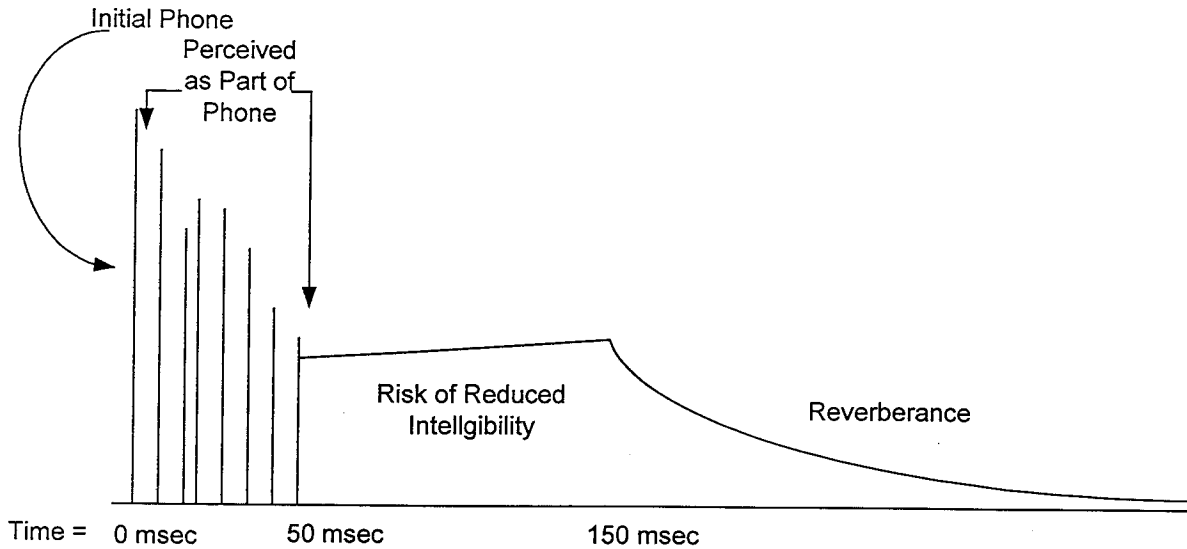 Initial Phone
Perceived
as Part of
Phone
Risk of Reduced
Intellgibility
Reverberance
Time = 0 msec 50 msec 150 msec